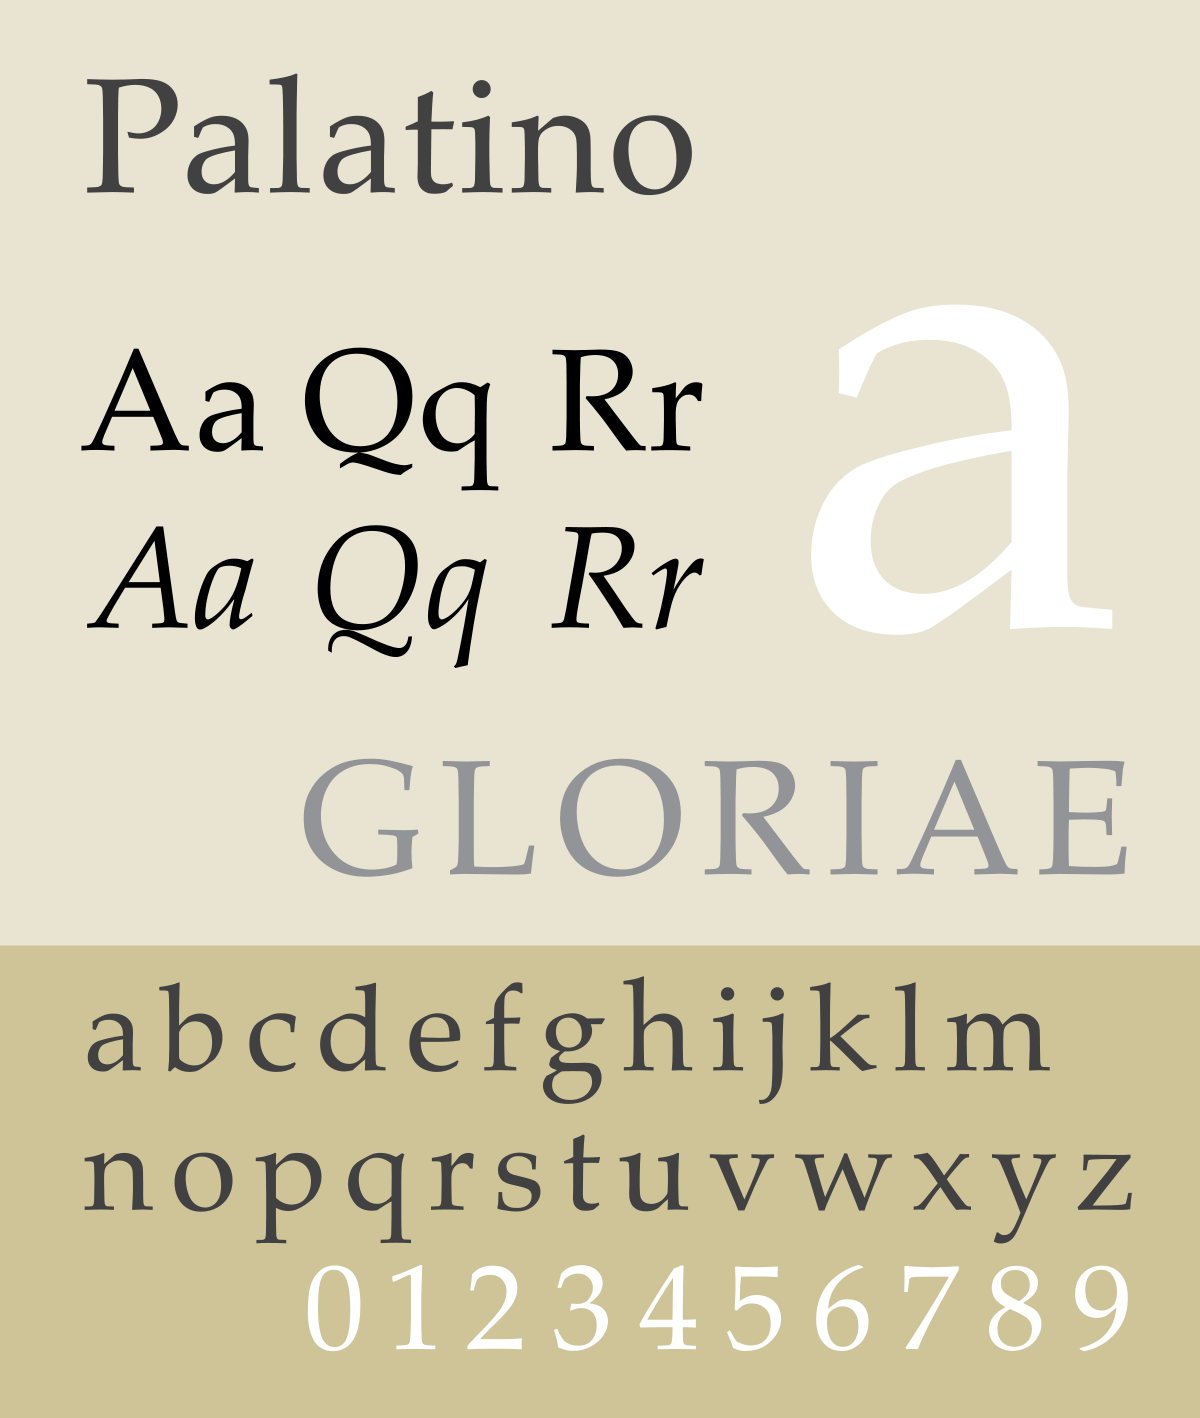 Palatino
Aa Qq Rr
a
Aa Qq Rr
GLORIAE
abcdefghijklm
nopqrstuvwxyz
0123456789